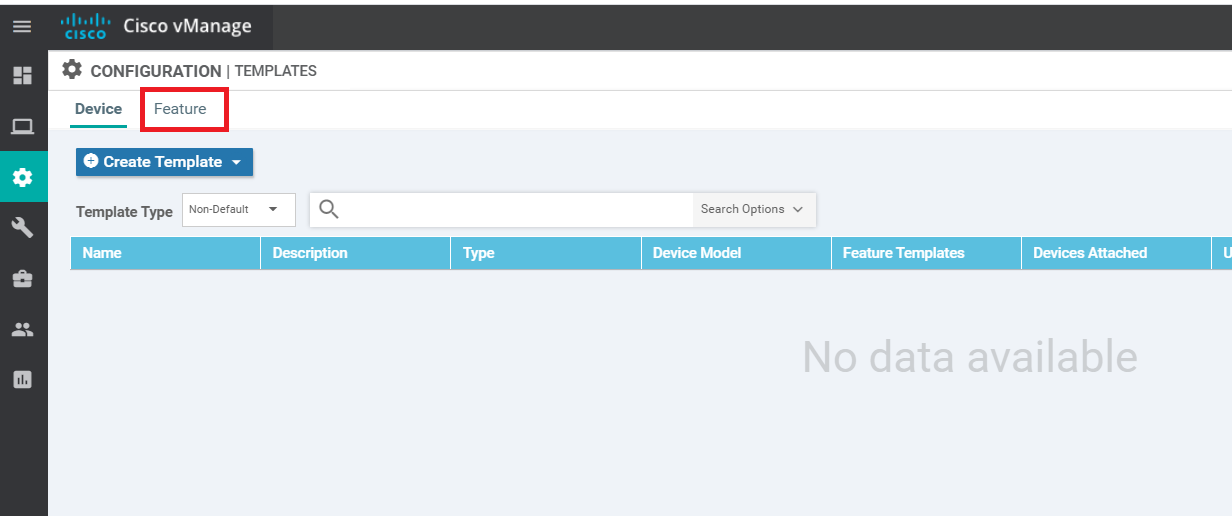 CISCO Cisco vManage
CONFIGURATION | TEMPLATES
Device Feature
Create Template
Template Type Non-Default Search Options
Name Description Type Device Model Feature Templates Devices Attached U
No data available